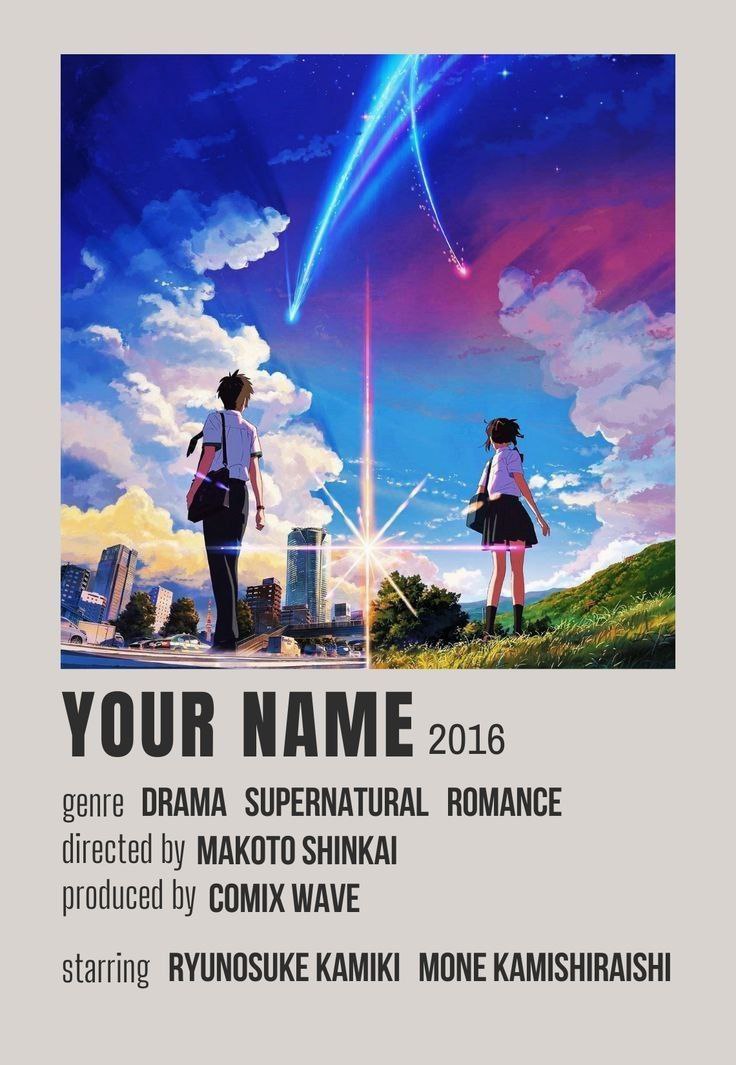 YOUR NAME 2016
genre DRAMA SUPERNATURAL ROMANCE
directed by MAKOTO SHINKAI
produced by COMIX WAVE
starring RYUNOSUKE KAMIKI MONE KAMISHIRAISHI